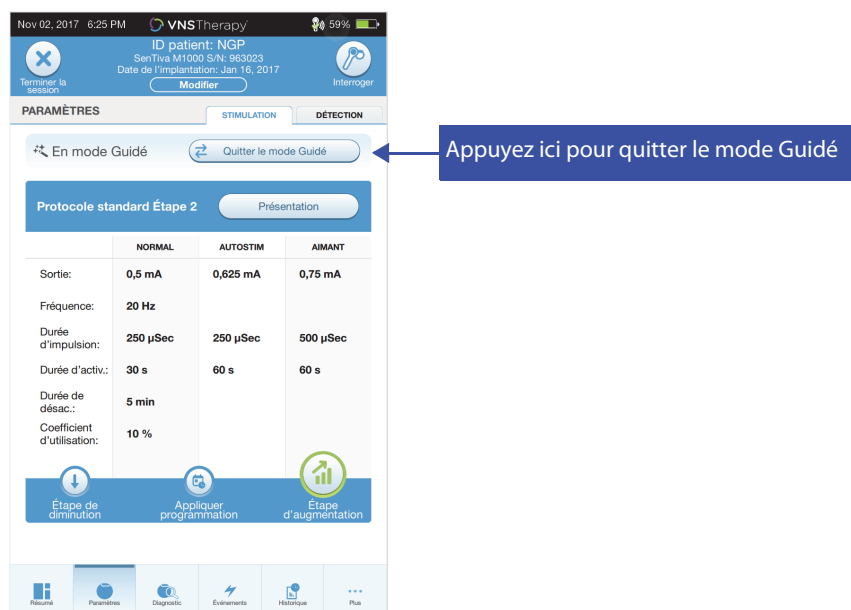 Nov 02, 2017 6:25 PM VNSTherapy 59%
ID patient: NGP
SenTiva M1000 S/N: 963023
Date de l'implantation: Jan 16, 2017
Modifier
Terminer la session
Interroger
PARAMÈTRES STIMULATION DÉTECTION
En mode Guidé Quitter le mode Guidé
Appuyez ici pour quitter le mode Guidé
Protocole standard Étape 2 Présentation
NORMAL AUTOSTIM AIMANT
Sortie: 0,5 mA 0,625 mA 0,75 mA
Fréquence: 20 Hz
Durée d'impulsion: 250 µSec 250 µSec 500 µSec
Durée d'activ.: 30 s 60 s 60 s
Durée de désac.: 5 min
Coefficient d'utilisation: 10 %
Étape de diminution
Appliquer programmation
Étape d'augmentation
Résumé Paramètres Diagnostic Événements Historique Plus